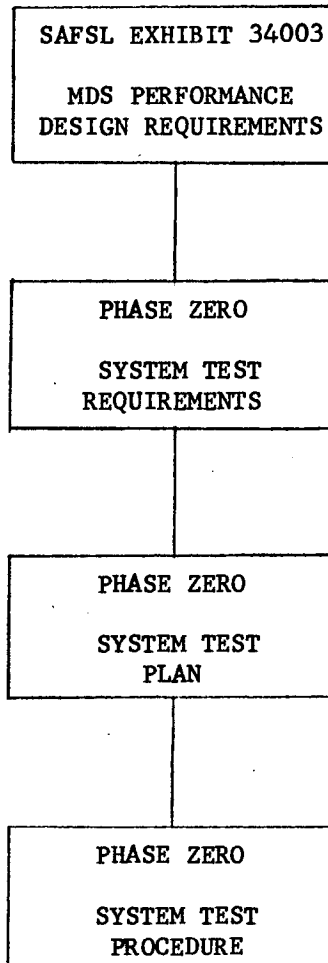 SAFSL EXHIBIT 34003
MDS PERFORMANCE
DESIGN REQUIREMENTS
PHASE ZERO
SYSTEM TEST
REQUIREMENTS
PHASE ZERO
SYSTEM TEST
PLAN
PHASE ZERO
SYSTEM TEST
PROCEDURE